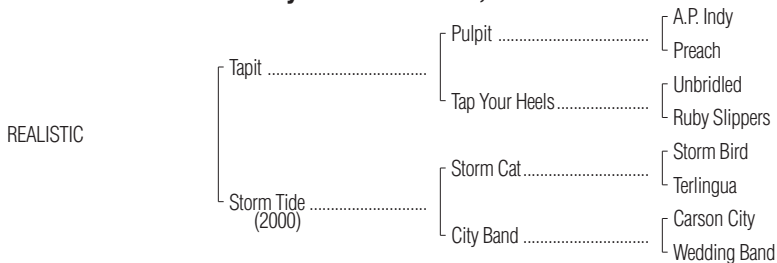 A.P. Indy
Pulpit
Preach
Tapit
Unbridled
Tap Your Heels
Ruby Slippers
REALISTIC
Storm Bird
Storm Cat
Terlingua
Storm Tide
(2000)
Carson City
City Band
Wedding Band